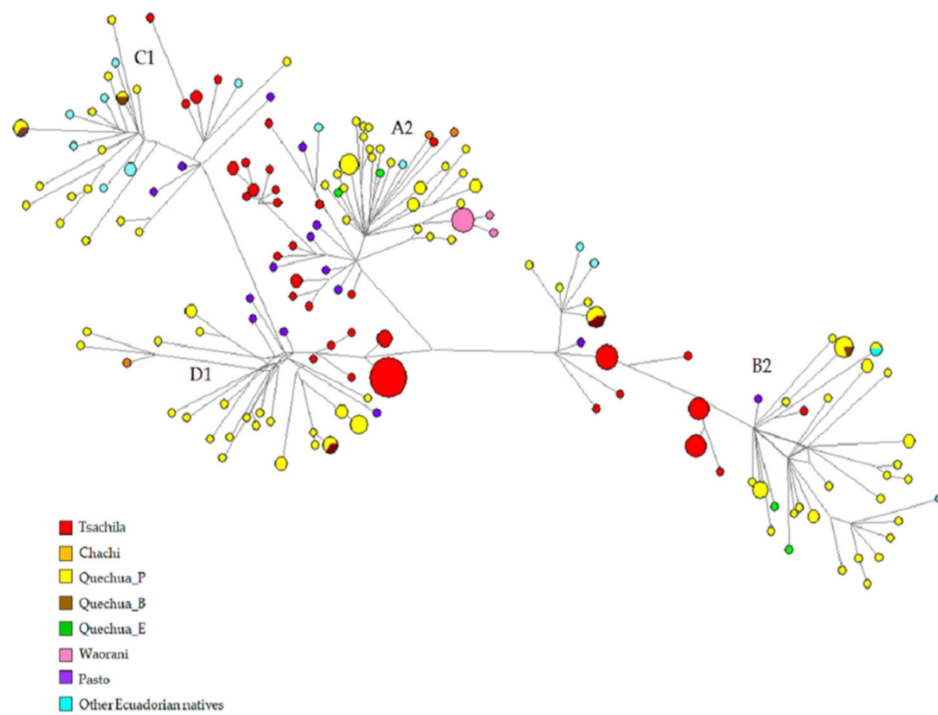 C1
A2
D1
B2
Tsachila
Chachi
Quechua_P
Quechua_B
Quechua_E
Waorani
Pasto
Other Ecuadorian natives